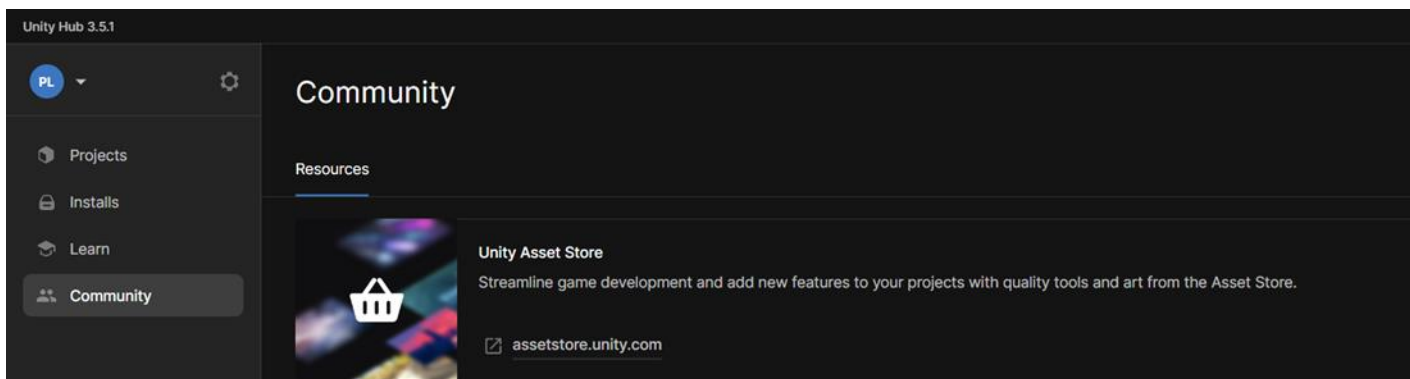 Unity Hub 3.5.1
PL
Projects
Installs
Learn
Community
Community
Resources
Unity Asset Store
Streamline game development and add new features to your projects with quality tools and art from the Asset Store.
assetstore.unity.com